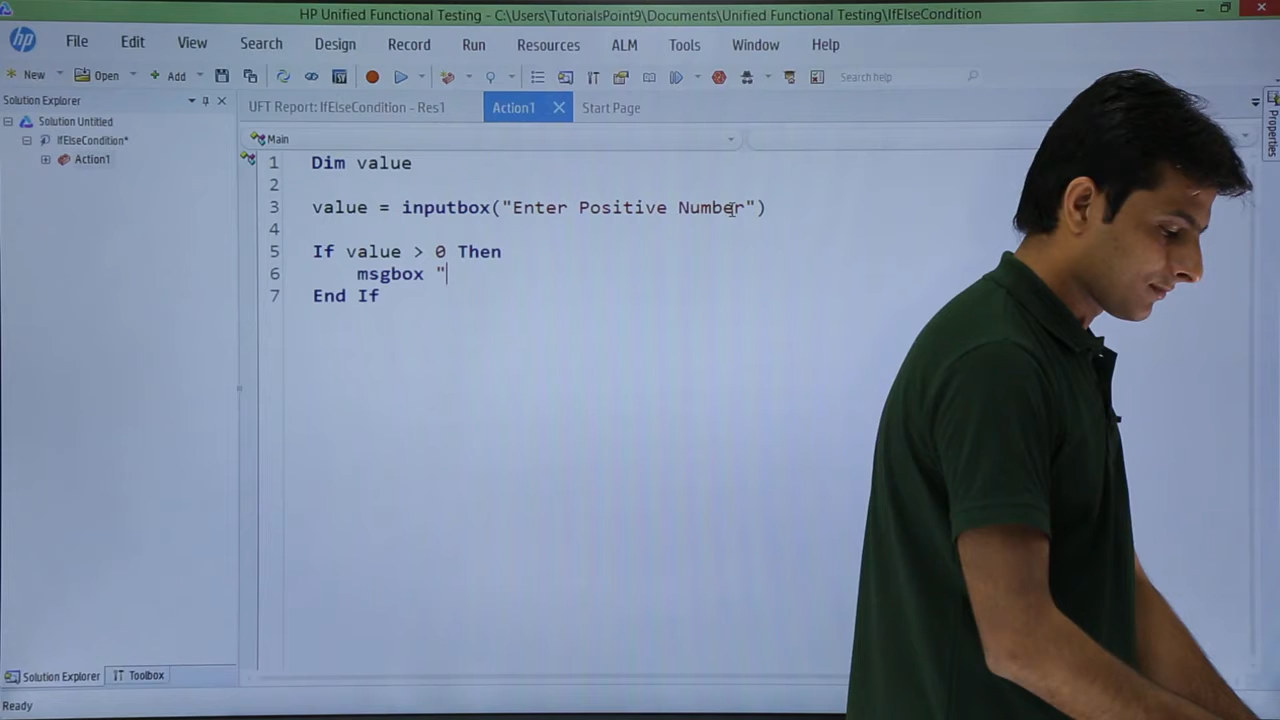 HP Unified Functional Testing - C:\Users\TutorialsPoint9\Documents\Unified Functional Testing\IfElseCondition
hp File Edit View Search Design Record Run Resources ALM Tools Window Help
New Open Add Search help
Solution Explorer
UFT Report: IfElseCondition - Res1 Action1 Start Page
Solution Untitled
IfElseCondition*
Action1
Main
Properties
1 Dim value
2
3 value = inputbox("Enter Positive Number")
4
5 If value > 0 Then
6 msgbox "
7 End If
Solution Explorer Toolbox
Ready